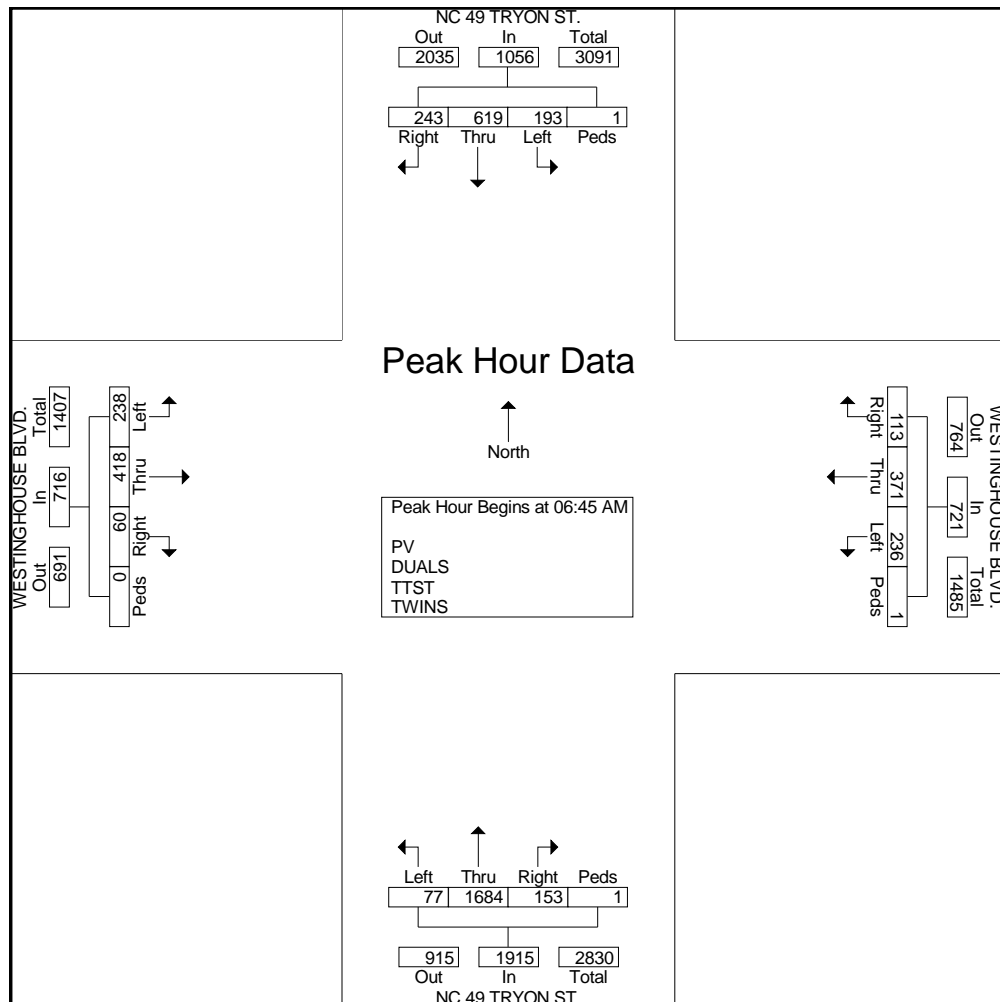 NC 49 TRYON ST.
Out In Total
2035 1056 3091
243 619 193 1
Right Thru Left Peds
Peak Hour Data
North
Peak Hour Begins at 06:45 AM
PV
DUALS
TTST
TWINS
WESTINGHOUSE BLVD.
Out In Total
691 716 1407
Left Thru Right Peds
238 418 60 0
WESTINGHOUSE BLVD.
Out In Total
764 721 1485
Right Thru Left Peds
113 371 236 1
Left Thru Right Peds
77 1684 153 1
915 1915 2830
Out In Total
NC 49 TRYON ST.